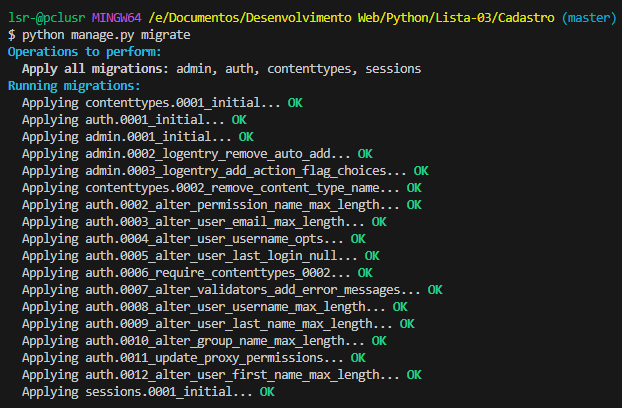 lsr-@pclusr MINGW64 /e/Documentos/Desenvolvimento Web/Python/Lista-03/Cadastro (master)
$ python manage.py migrate
Operations to perform:
  Apply all migrations: admin, auth, contenttypes, sessions
Running migrations:
  Applying contenttypes.0001_initial... OK
  Applying auth.0001_initial... OK
  Applying admin.0001_initial... OK
  Applying admin.0002_logentry_remove_auto_add... OK
  Applying admin.0003_logentry_add_action_flag_choices... OK
  Applying contenttypes.0002_remove_content_type_name... OK
  Applying auth.0002_alter_permission_name_max_length... OK
  Applying auth.0003_alter_user_email_max_length... OK
  Applying auth.0004_alter_user_username_opts... OK
  Applying auth.0005_alter_user_last_login_null... OK
  Applying auth.0006_require_contenttypes_0002... OK
  Applying auth.0007_alter_validators_add_error_messages... OK
  Applying auth.0008_alter_user_username_max_length... OK
  Applying auth.0009_alter_user_last_name_max_length... OK
  Applying auth.0010_alter_group_name_max_length... OK
  Applying auth.0011_update_proxy_permissions... OK
  Applying auth.0012_alter_user_first_name_max_length... OK
  Applying sessions.0001_initial... OK